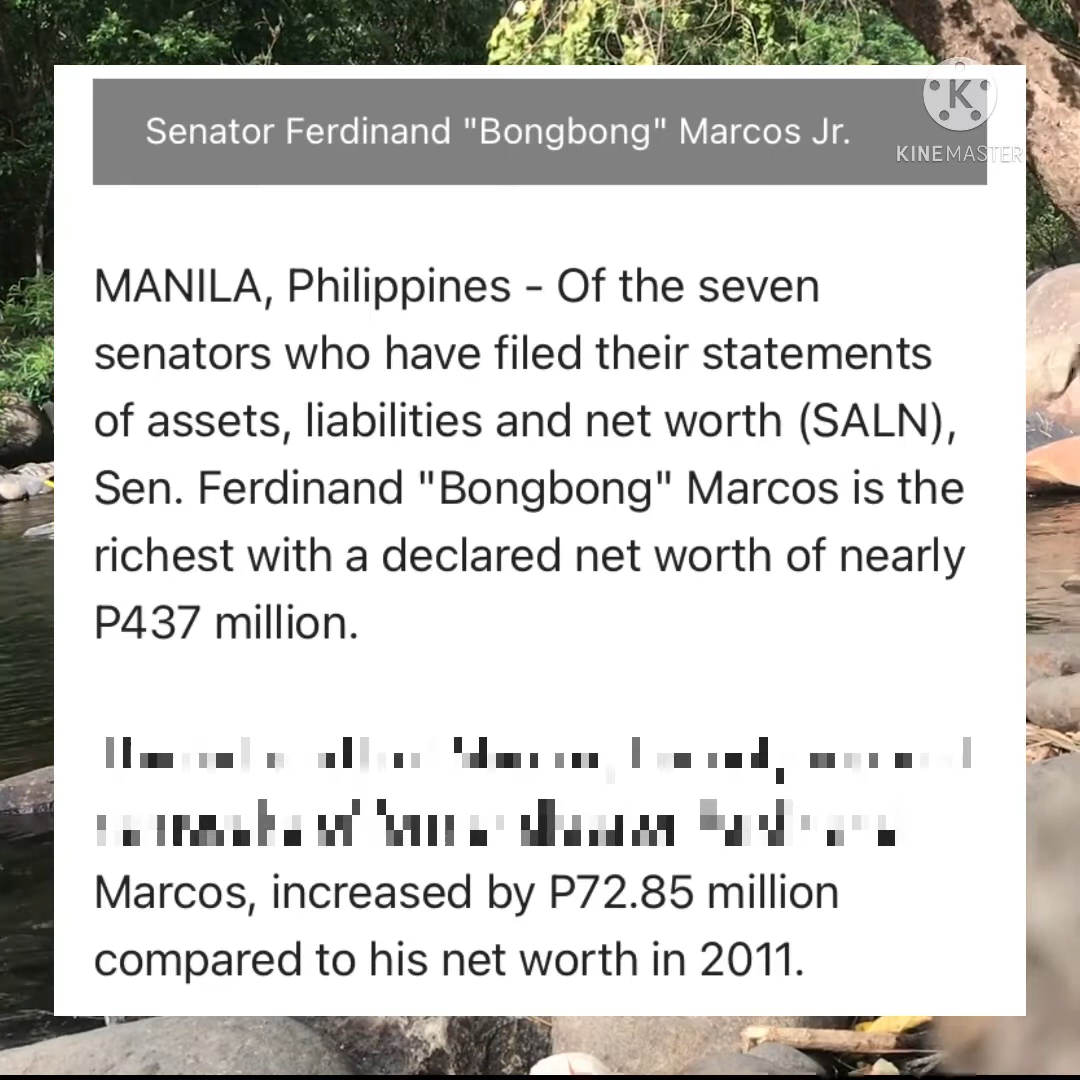 Senator Ferdinand "Bongbong" Marcos Jr.
K
KINEMASTER
MANILA, Philippines - Of the seven
senators who have filed their statements
of assets, liabilities and net worth (SALN),
Sen. Ferdinand "Bongbong" Marcos is the
richest with a declared net worth of nearly
P437 million.
Marcos, increased by P72.85 million
compared to his net worth in 2011.